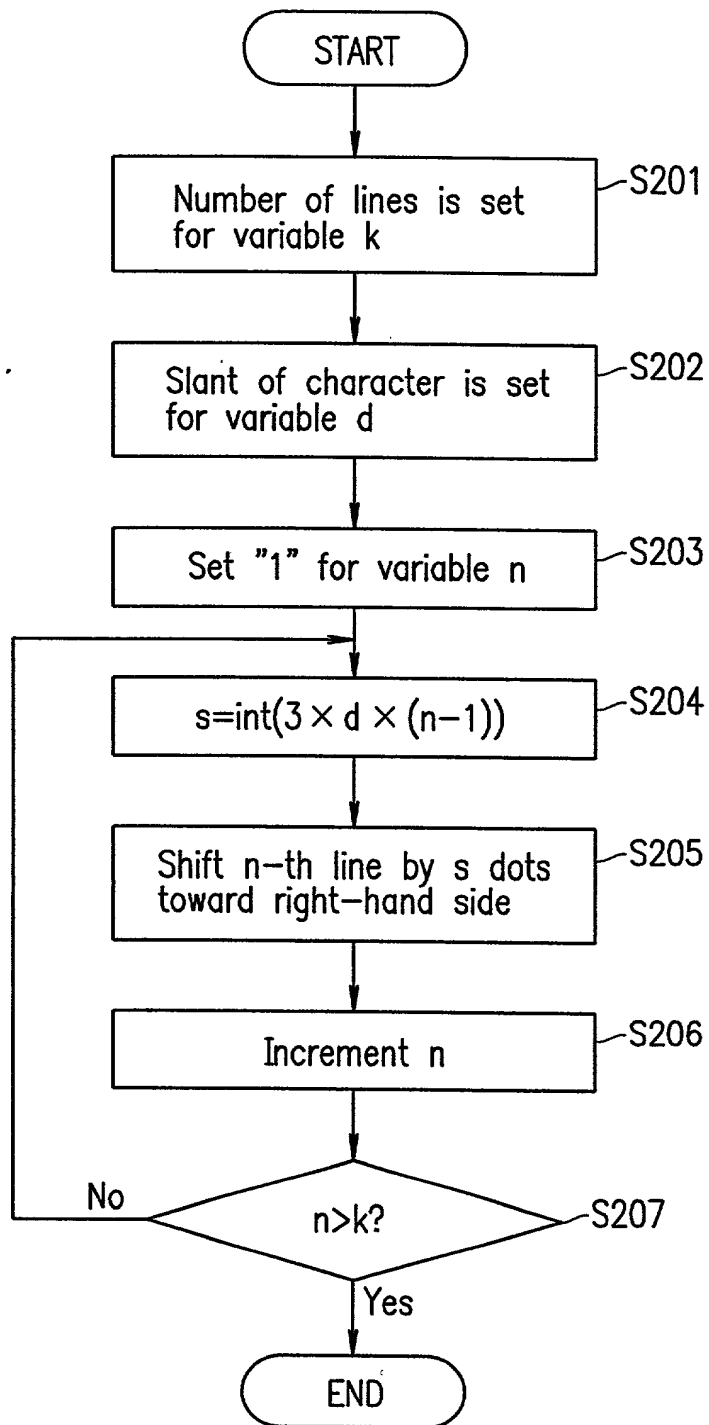 START
Number of lines is set
for variable k
S201
Slant of character is set
for variable d
S202
Set "1" for variable n
S203
s=int(3×d×(n-1))
S204
Shift n-th line by s dots
toward right-hand side
S205
Increment n
S206
No
n>k?
S207
Yes
END